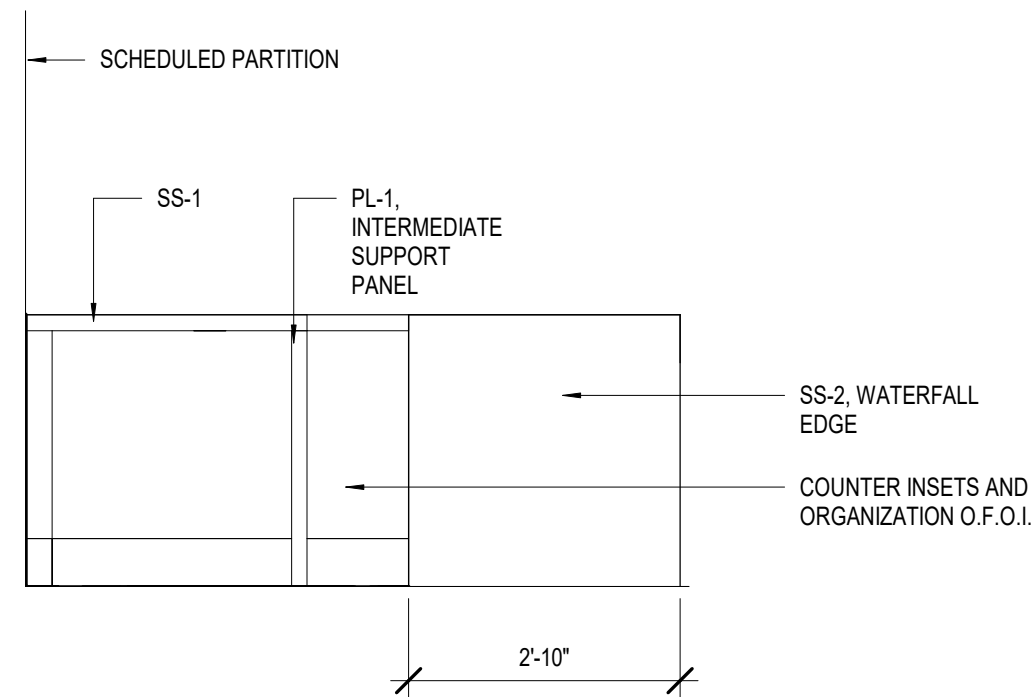 SCHEDULED PARTITION
SS-1
PL-1,
INTERMEDIATE
SUPPORT
PANEL
SS-2, WATERFALL
EDGE
COUNTER INSETS AND
ORGANIZATION O.F.O.I.
2'-10"